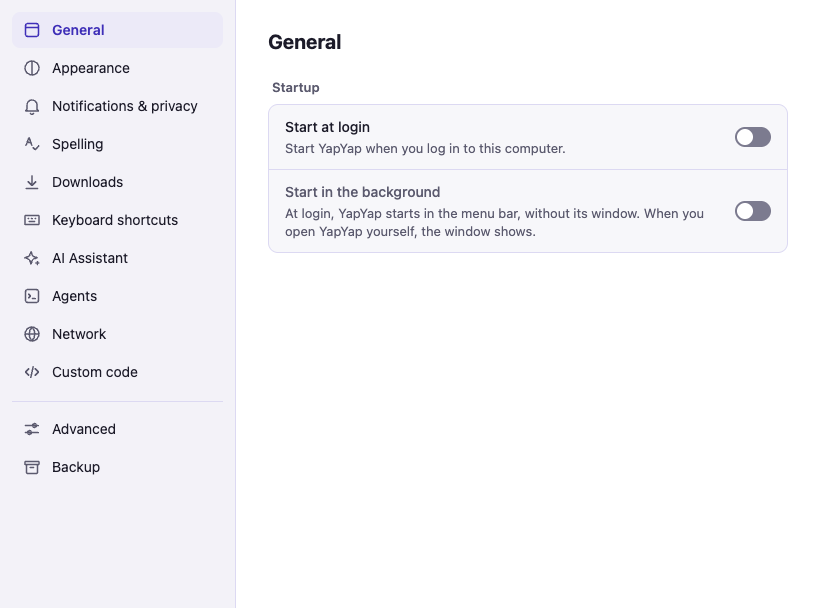 General
Appearance
Notifications & privacy
Spelling
Downloads
Keyboard shortcuts
AI Assistant
Agents
Network
Custom code
Advanced
Backup
General
Startup
Start at login
Start YapYap when you log in to this computer.
Start in the background
At login, YapYap starts in the menu bar, without its window. When you
open YapYap yourself, the window shows.